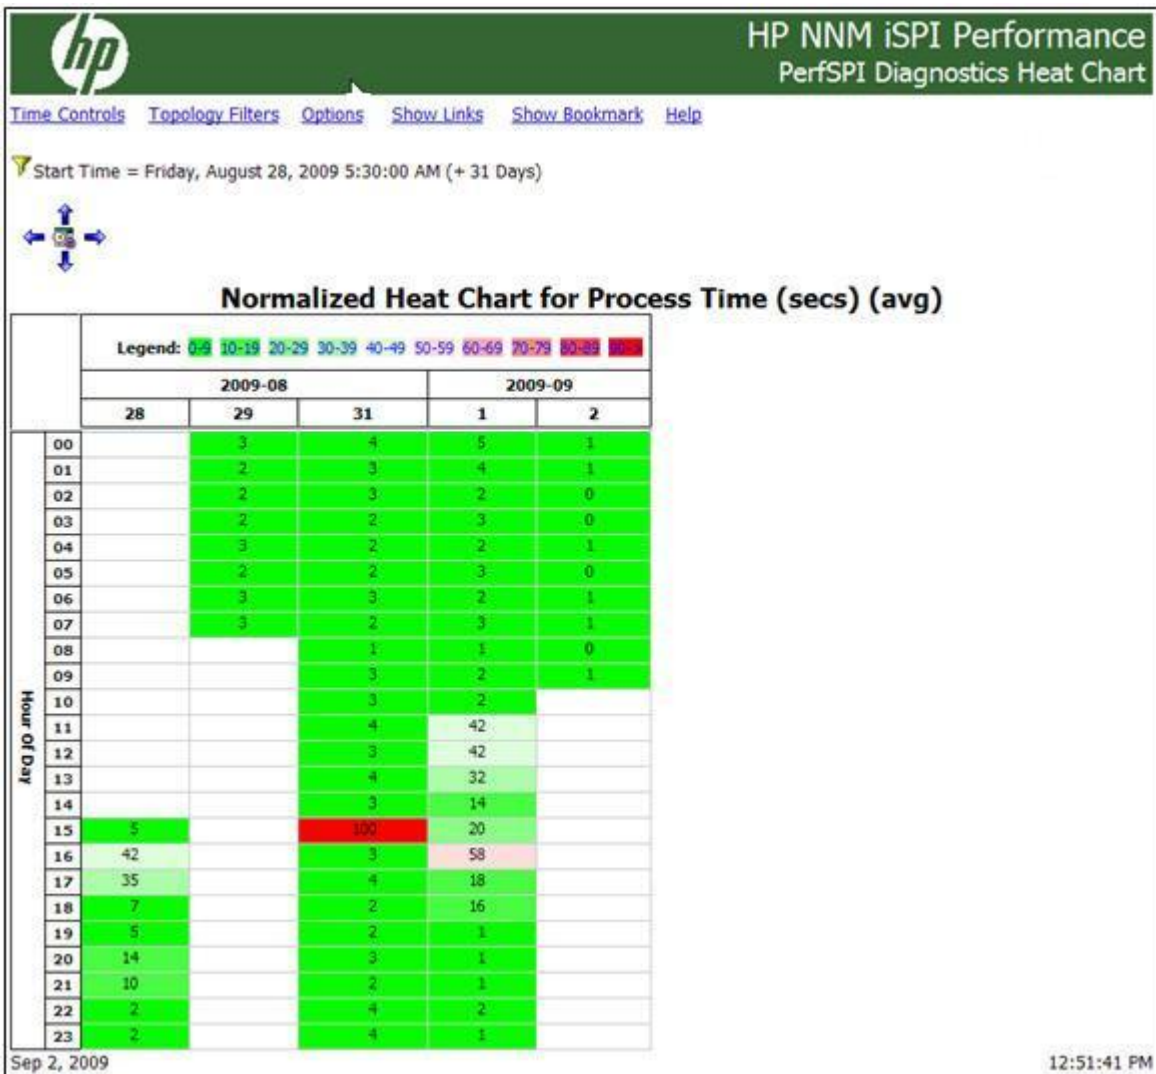 hp
HP NNM iSPI Performance
PerfSPI Diagnostics Heat Chart
Time Controls Topology Filters Options Show Links Show Bookmark Help
Start Time = Friday, August 28, 2009 5:30:00 AM (+ 31 Days)
Normalized Heat Chart for Process Time (secs) (avg)
Legend: 0-9 10-19 20-29 30-39 40-49 50-59 60-69 70-79 80-89
2009-08 2009-09
28 29 31 1 2
Hour Of Day
00 3 4 5 1
01 2 3 4 1
02 2 3 2 0
03 2 2 3 0
04 3 2 2 1
05 2 2 3 0
06 3 3 2 1
07 3 2 3 1
08 1 1 0
09 3 2 1
10 3 2
11 4 42
12 3 42
13 4 32
14 3 14
15 5 100 20
16 42 3 58
17 35 4 18
18 7 2 16
19 5 2 1
20 14 3 1
21 10 2 1
22 2 4 2
23 2 4 1
Sep 2, 2009 12:51:41 PM